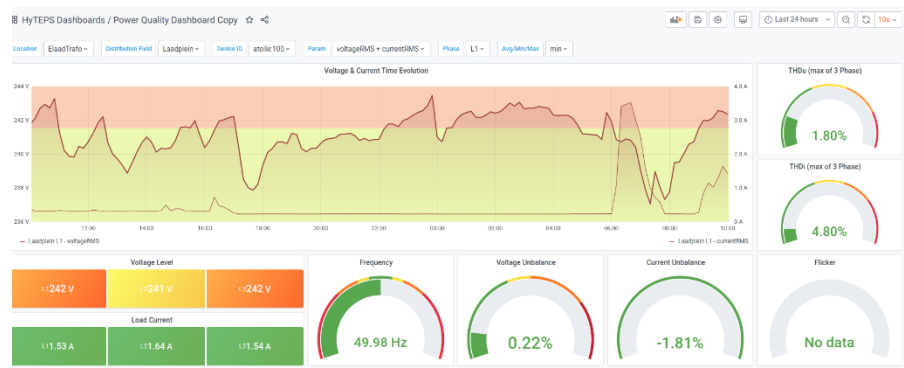 HyTEPS Dashboards / Power Quality Dashboard Copy
Last 24 hours
10s
Location ElaadTrafo Distribution Field Laadplein Device ID atoile:100 Param voltageRMS + currentRMS Phase L1 Avg/Min/Max min
Voltage & Current Time Evolution
244 V
242 V
240 V
238 V
236 V
4.0 A
3.0 A
2.0 A
1.0 A
0 A
12:00 14:00 16:00 18:00 20:00 22:00 00:00 02:00 04:00 06:00 08:00 10:00
Laadplein L1 - voltageRMS
Laadplein L1 - currentRMS
THDu (max of 3 Phase)
1.80%
THDi (max of 3 Phase)
4.80%
Voltage Level
L1 242 V L2 241 V L3 242 V
Load Current
L1 1.53 A L2 1.64 A L3 1.54 A
Frequency
49.98 Hz
Voltage Unbalance
0.22%
Current Unbalance
-1.81%
Flicker
No data